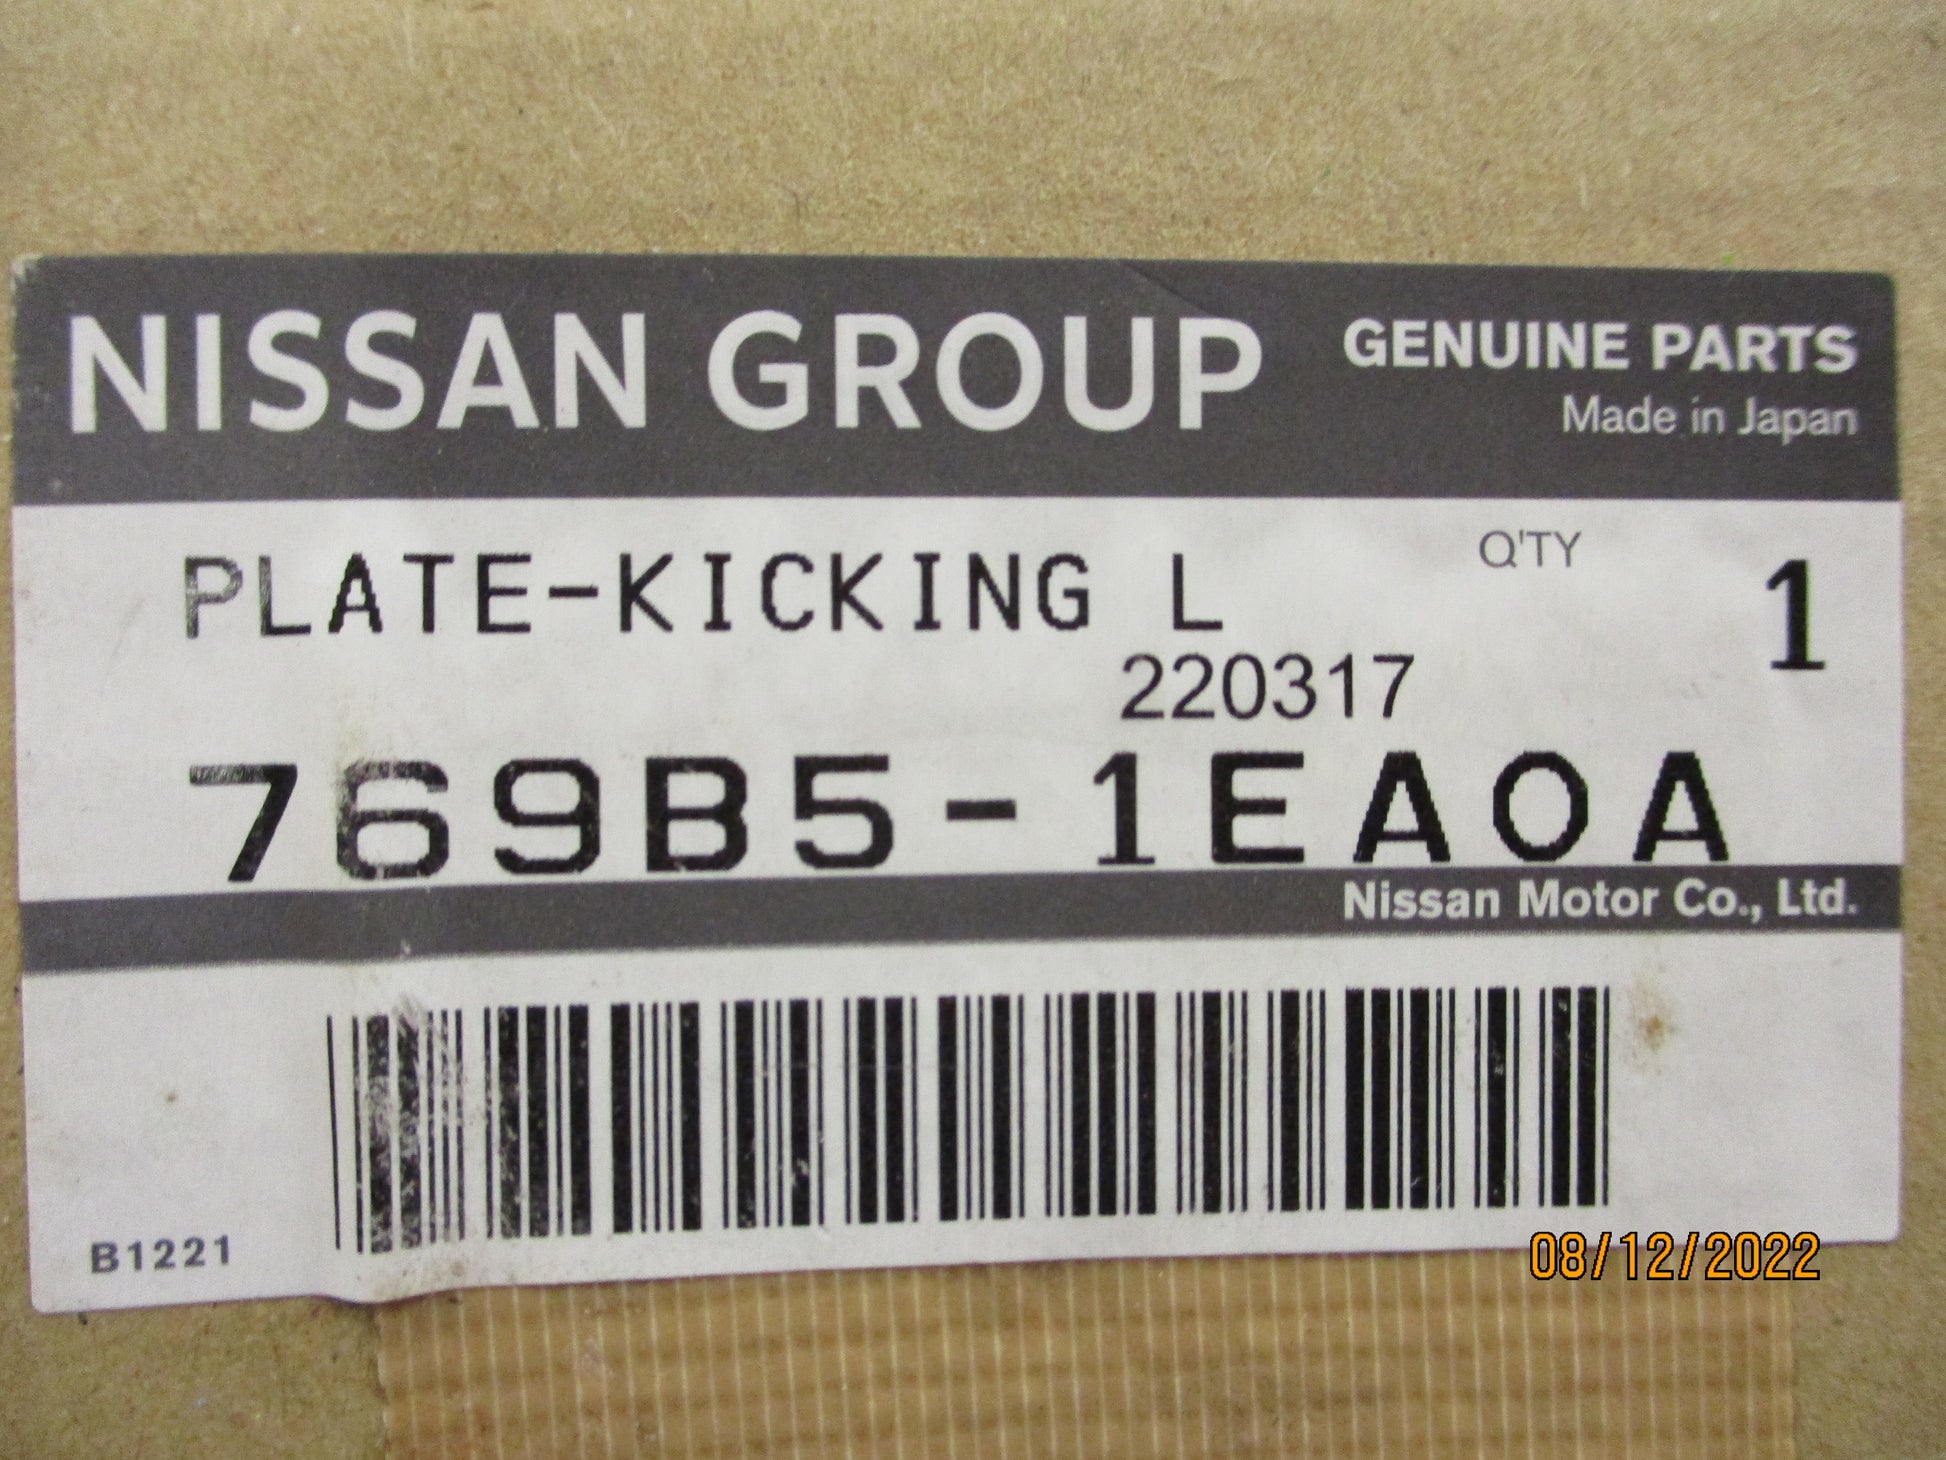 NISSAN GROUP
GENUINE PARTS
Made in Japan
PLATE-KICKING L
Q'TY
1
220317
769B5-1EA0A
Nissan Motor Co., Ltd.
B1221
08/12/2022